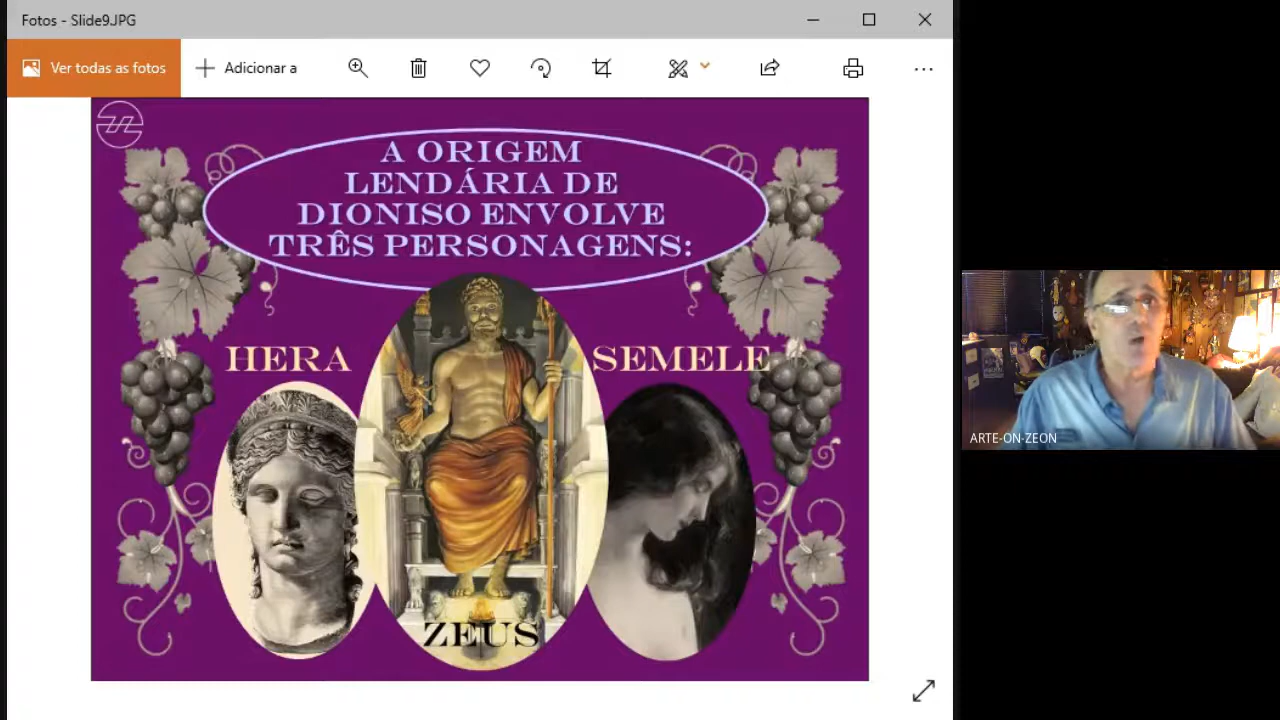 Fotos - Slide9.JPG
Ver todas as fotos
Adicionar a
A ORIGEM
LENDÁRIA DE
DIONISO ENVOLVE
TRÊS PERSONAGENS:
HERA
SEMELE
ZEUS
ARTE-ON-ZEON